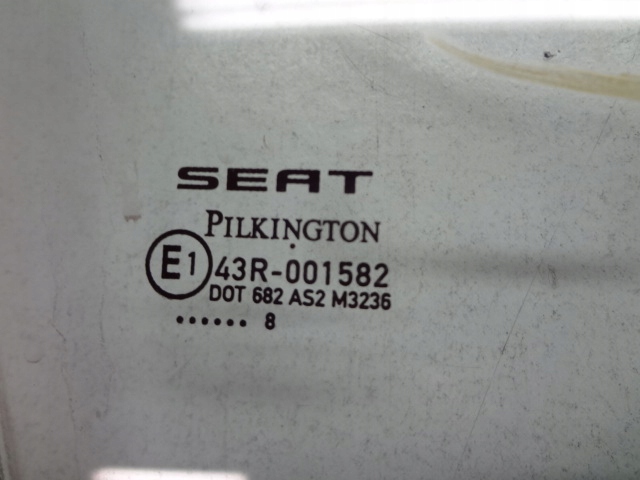 SEAT
PILKINGTON
E1 43R-001582
DOT 682 AS2 M3236
...... 8